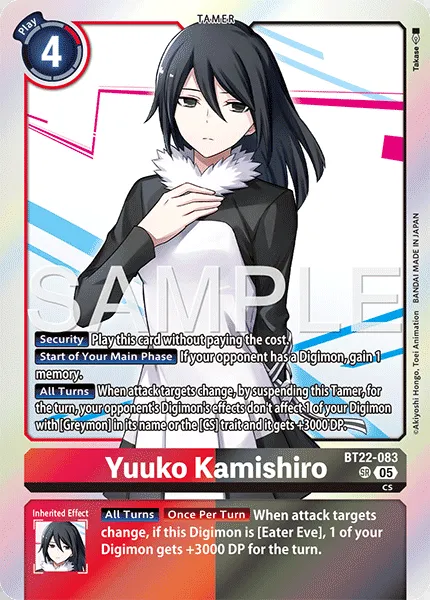 TAMER
Play
4
Takase
©Akiyoshi Hongo, Toei Animation BANDAI MADE IN JAPAN
SAMPLE
Security Play this card without paying the cost.
Start of Your Main Phase If your opponent has a Digimon, gain 1
memory.
All Turns When attack targets change, by suspending this Tamer, for
the turn, your opponent's Digimon's effects don't affect 1 of your Digimon
with [Greymon] in its name or the [CS] trait and it gets +3000 DP.
Yuuko Kamishiro
BT22-083
SR 05
CS
Inherited Effect
All Turns Once Per Turn When attack targets
change, if this Digimon is [Eater Eve], 1 of your
Digimon gets +3000 DP for the turn.